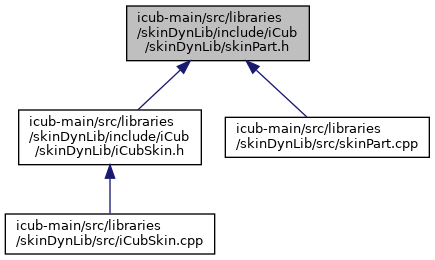 icub-main/src/libraries
/skinDynLib/include/iCub
/skinDynLib/skinPart.h
icub-main/src/libraries
/skinDynLib/include/iCub
/skinDynLib/iCubSkin.h
icub-main/src/libraries
/skinDynLib/src/skinPart.cpp
icub-main/src/libraries
/skinDynLib/src/iCubSkin.cpp